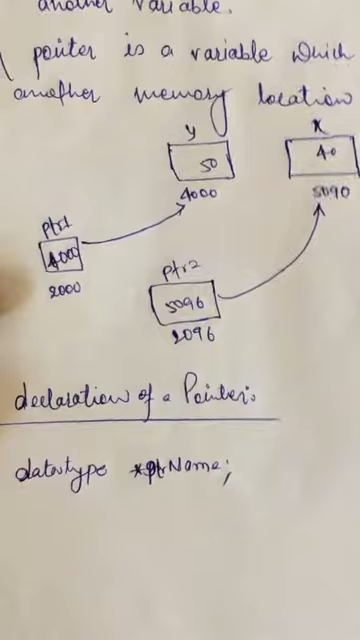 another variable.
pointer is a variable which
another memory location
y
x
50
40
4000
5090
ptr1
4000
2000
ptr2
5096
2096
declaration of a Pointer:
datatype *ptrName;